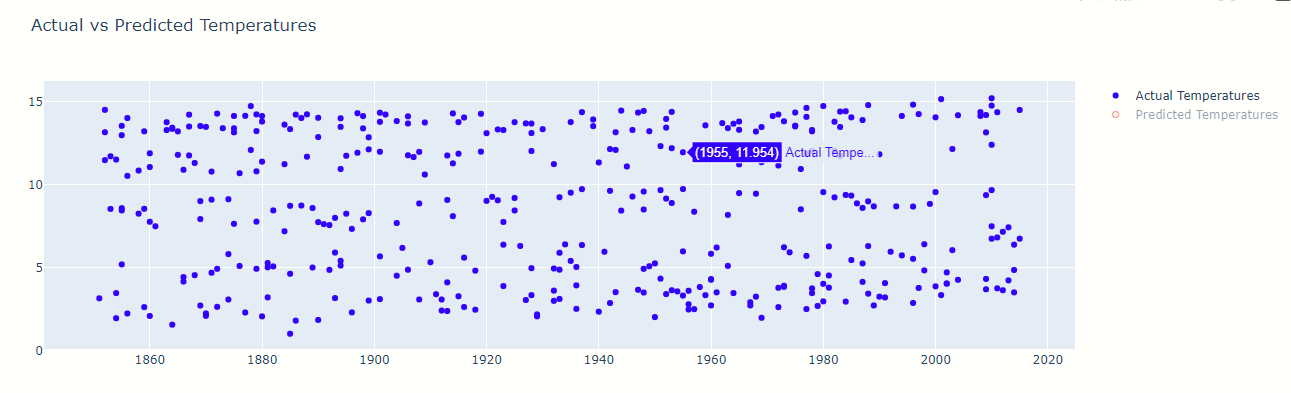 Actual vs Predicted Temperatures
15
10
5
0
1860 1880 1900 1920 1940 1960 1980 2000 2020
(1955, 11.954) Actual Tempe...
Actual Temperatures
Predicted Temperatures